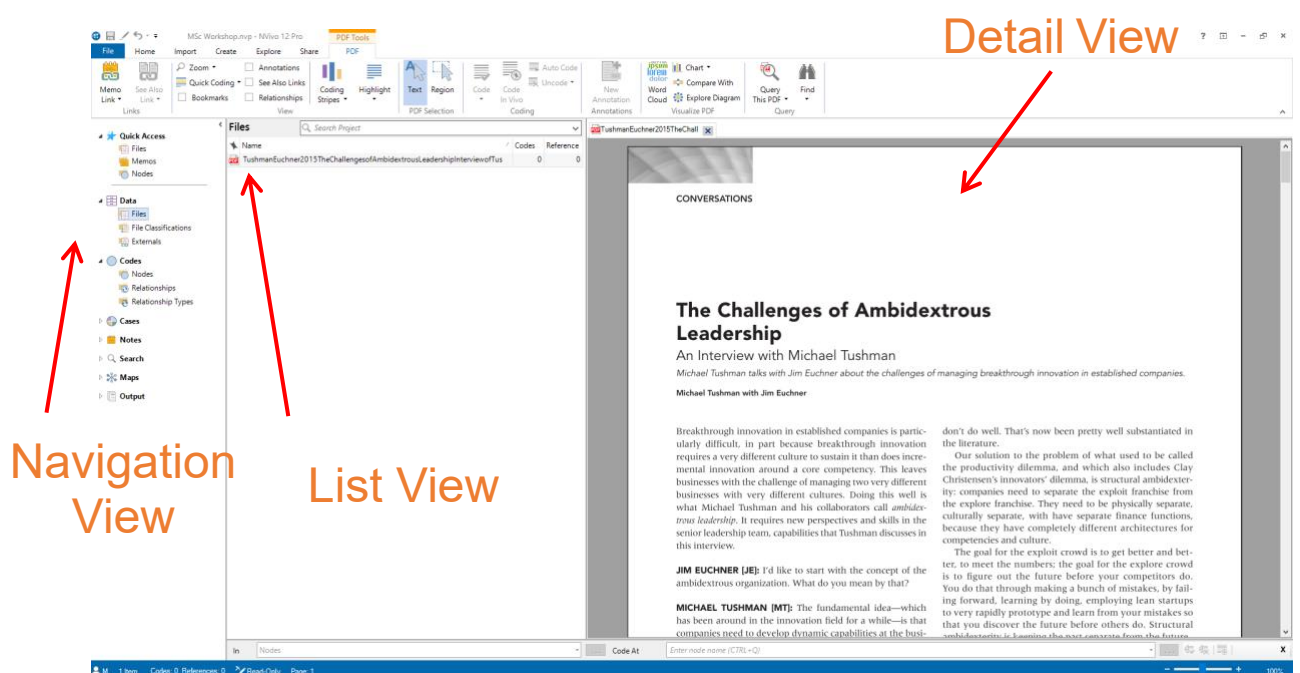 Detail View
MSc Workshop.nvp - NVivo 12 Pro
PDF Tools
File Home Import Create Explore Share PDF
Memo Link
See Also Link
Links
Zoom
Quick Coding
Bookmarks
Annotations
See Also Links
Relationships
View
Coding Stripes
Highlight
Text
Region
PDF Selection
Code
Code In Vivo
Auto Code
Uncode
Coding
New Annotation
Annotations
Word Cloud
Chart
Compare With
Explore Diagram
Visualize PDF
Query This PDF
Find
Query
Quick Access
Files
Memos
Nodes
Data
Files
File Classifications
Externals
Codes
Nodes
Relationships
Relationship Types
Cases
Notes
Search
Maps
Output
Navigation
View
Files
Search Project
Name Codes Reference
TushmanEuchner2015TheChallengesofAmbidextrousLeadershipInterviewofTus 0 0
List View
TushmanEuchner2015TheChall
CONVERSATIONS
The Challenges of Ambidextrous
Leadership
An Interview with Michael Tushman
Michael Tushman talks with Jim Euchner about the challenges of managing breakthrough innovation in established companies.
Michael Tushman with Jim Euchner
Breakthrough innovation in established companies is partic-
ularly difficult, in part because breakthrough innovation
requires a very different culture to sustain it than does incre-
mental innovation around a core competency. This leaves
businesses with the challenge of managing two very different
businesses with very different cultures. Doing this well is
what Michael Tushman and his collaborators call ambidex-
trous leadership. It requires new perspectives and skills in the
senior leadership team, capabilities that Tushman discusses in
this interview.
JIM EUCHNER [JE]: I'd like to start with the concept of the
ambidextrous organization. What do you mean by that?
MICHAEL TUSHMAN [MT]: The fundamental idea—which
has been around in the innovation field for a while—is that
companies need to develop dynamic capabilities at the busi-
don't do well. That's now been pretty well substantiated in
the literature.
Our solution to the problem of what used to be called
the productivity dilemma, and which also includes Clay
Christensen's innovators' dilemma, is structural ambidexter-
ity: companies need to separate the exploit franchise from
the explore franchise. They need to be physically separate,
culturally separate, with have separate finance functions,
because they have completely different architectures for
competencies and culture.
The goal for the exploit crowd is to get better and bet-
ter, to meet the numbers; the goal for the explore crowd
is to figure out the future before your competitors do.
You do that through making a bunch of mistakes, by fail-
ing forward, learning by doing, employing lean startups
to very rapidly prototype and learn from your mistakes so
that you discover the future before others do. Structural
ambidexterity is keeping the past separate from the future
In Nodes
Code At Enter node name (CTRL+Q)
M 1 Item Codes: 0 References: 0 Read-Only Page: 1
100%